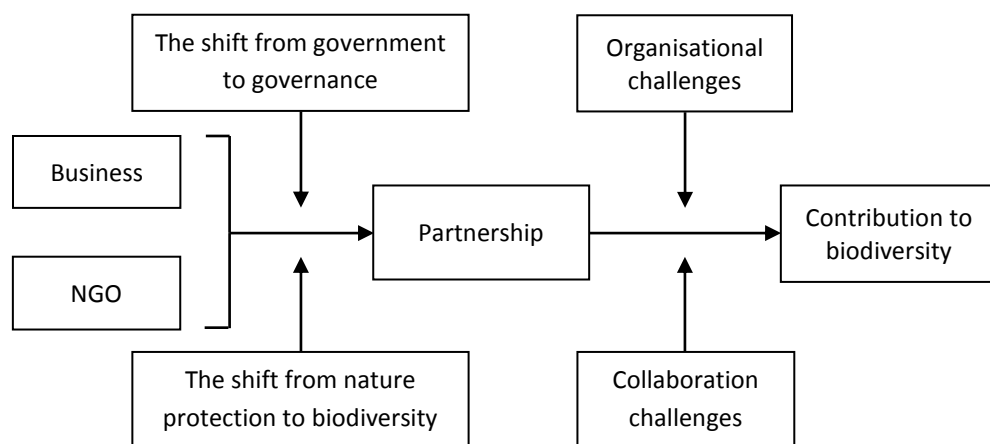 The shift from government
to governance
Organisational
challenges
Business
Partnership
Contribution to
biodiversity
NGO
The shift from nature
protection to biodiversity
Collaboration
challenges